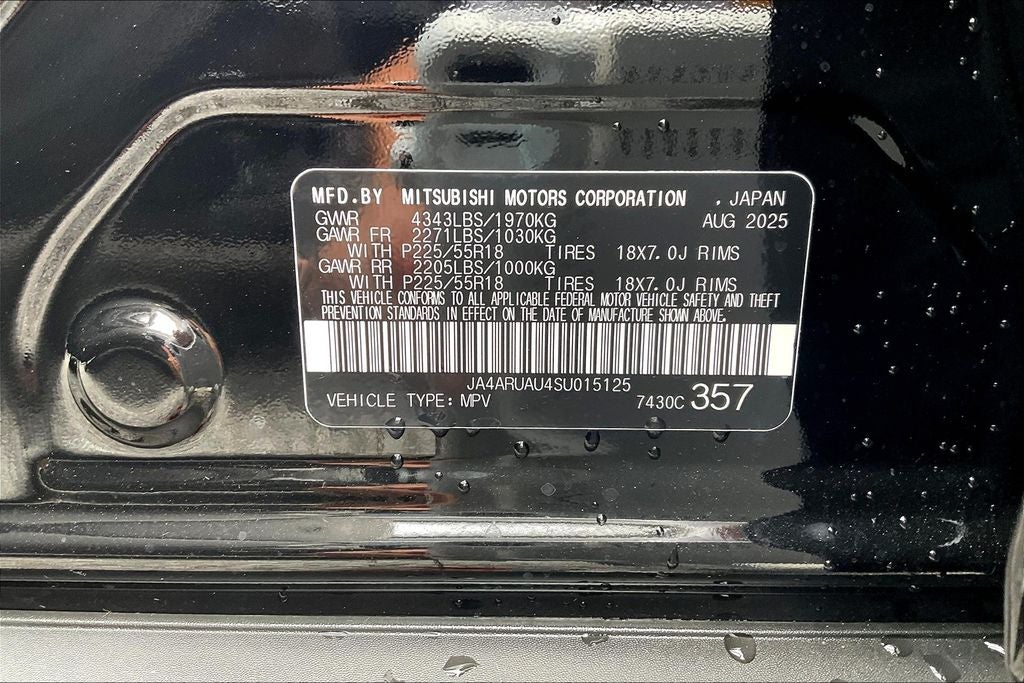 MFD.BY MITSUBISHI MOTORS CORPORATION . JAPAN
GVWR 4343LBS/1970KG AUG 2025
GAWR FR 2271LBS/1030KG
WITH P225/55R18 TIRES 18X7.0J RIMS
GAWR RR 2205LBS/1000KG
WITH P225/55R18 TIRES 18X7.0J RIMS
THIS VEHICLE CONFORMS TO ALL APPLICABLE FEDERAL MOTOR VEHICLE SAFETY AND THEFT
PREVENTION STANDARDS IN EFFECT ON THE DATE OF MANUFACTURE SHOWN ABOVE.
JA4ARUAU4SU015125
VEHICLE TYPE: MPV 7430C 357